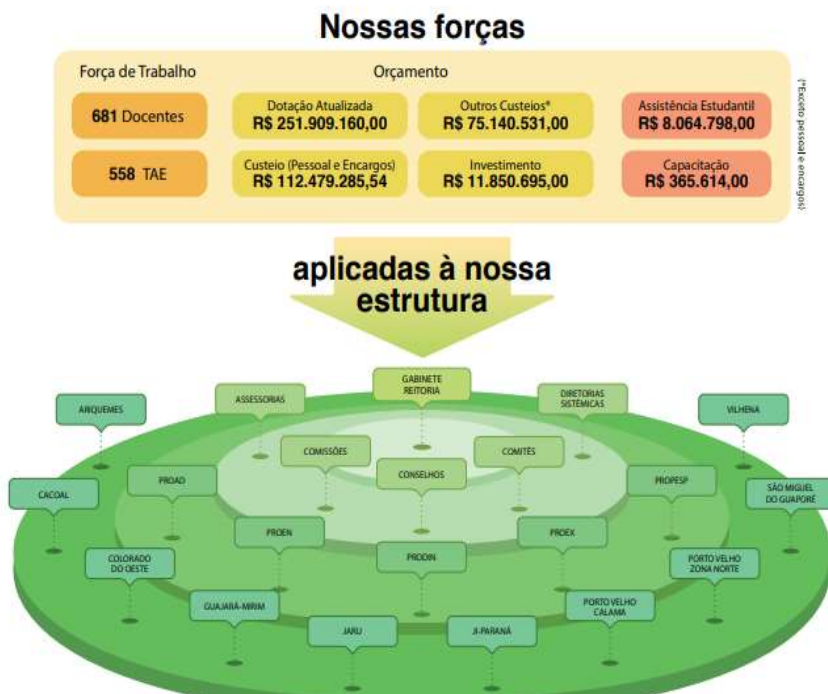 Nossas forças
Força de Trabalho
Orçamento
681 Docentes
Dotação Atualizada
R$ 251.909.160,00
Outros Custeios*
R$ 75.140.531,00
Assistência Estudantil
R$ 8.064.798,00
558 TAE
Custeio (Pessoal e Encargos)
R$ 112.479.285,54
Investimento
R$ 11.850.695,00
Capacitação
R$ 365.614,00
(*Exceto pessoal e encargos)
aplicadas à nossa
estrutura
GABINETE
REITORIA
ASSESSORIAS
DIRETORIAS
SISTÊMICAS
ARIQUEMES
VILHENA
COMISSÕES
COMITÊS
CONSELHOS
PROAD
PROPESP
CACOAL
SÃO MIGUEL
DO GUAPORÉ
PROEN
PROEX
PRODIN
COLORADO
DO OESTE
PORTO VELHO
ZONA NORTE
GUAJARÁ-MIRIM
PORTO VELHO
CALAMA
JARU
JI-PARANÁ